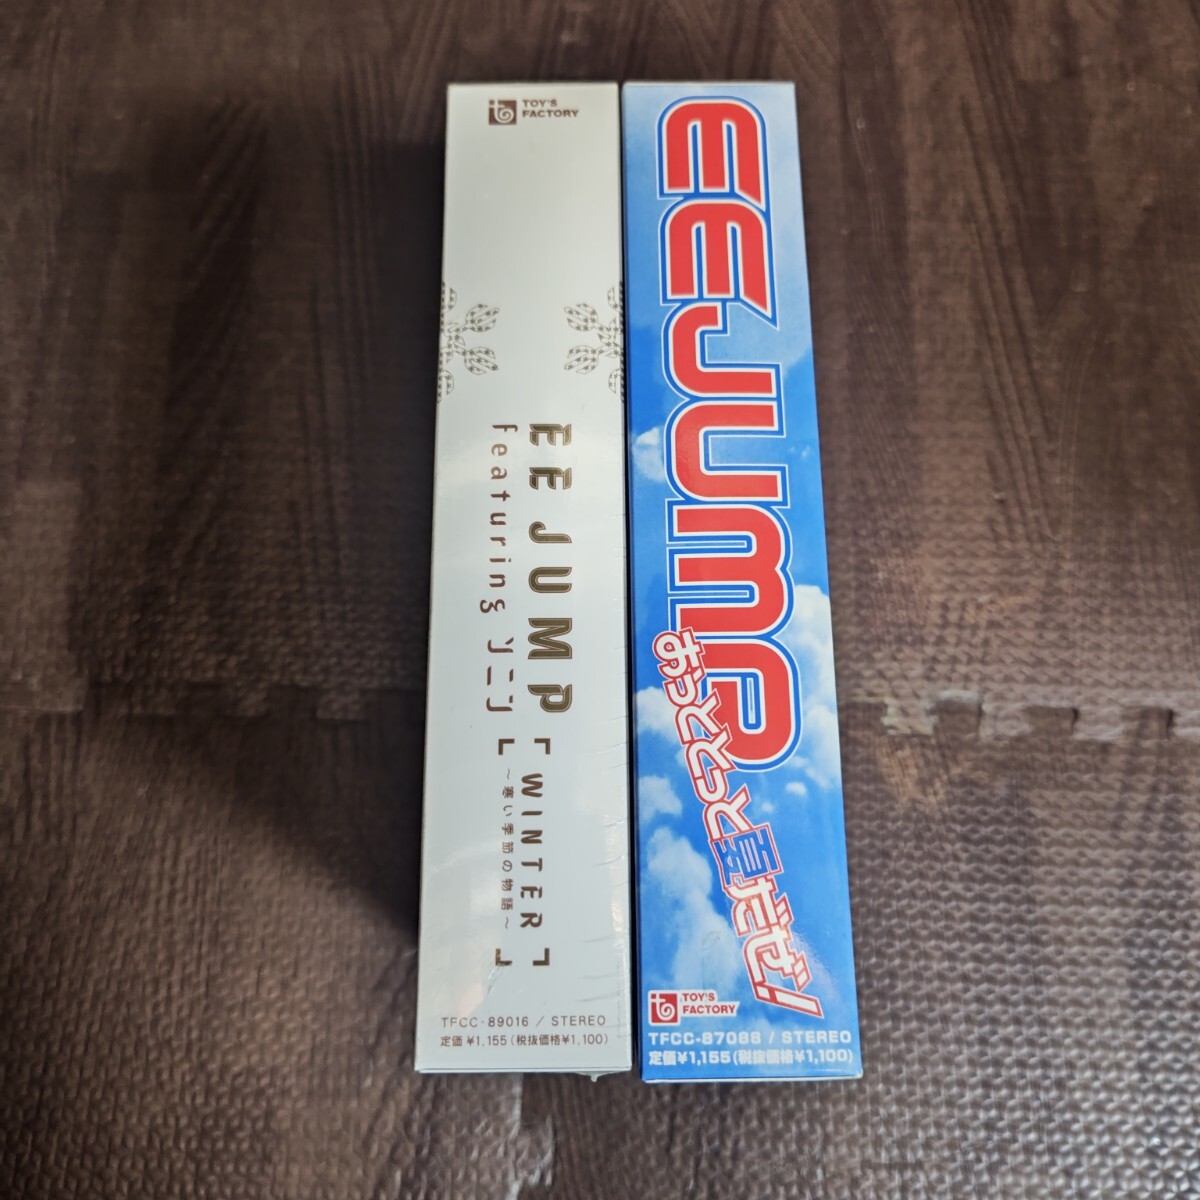 TOY'S
FACTORY
EE JUMP
featuring ソニン
「WINTER」
～寒い季節の物語～
TFCC-89016 / STEREO
定価¥1,155(税抜価格¥1,100)
EE JUMP
おっととっと夏だぜ!
TOY'S
FACTORY
TFCC-87088 / STEREO
定価¥1,155(税抜価格¥1,100)